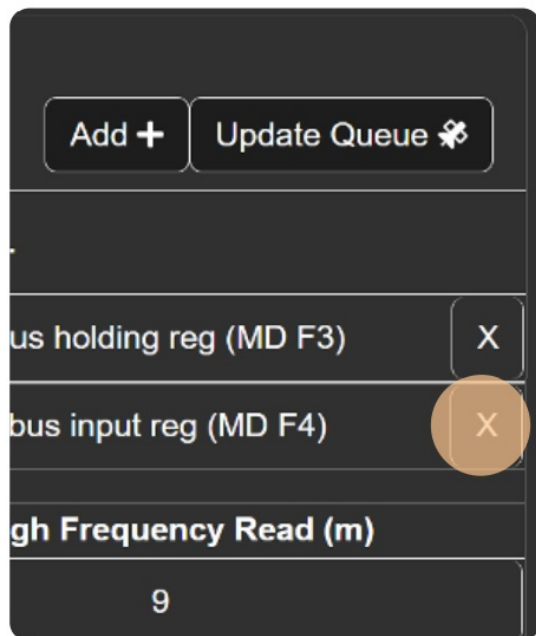 Add + Update Queue
us holding reg (MD F3) X
bus input reg (MD F4) X
gh Frequency Read (m)
9